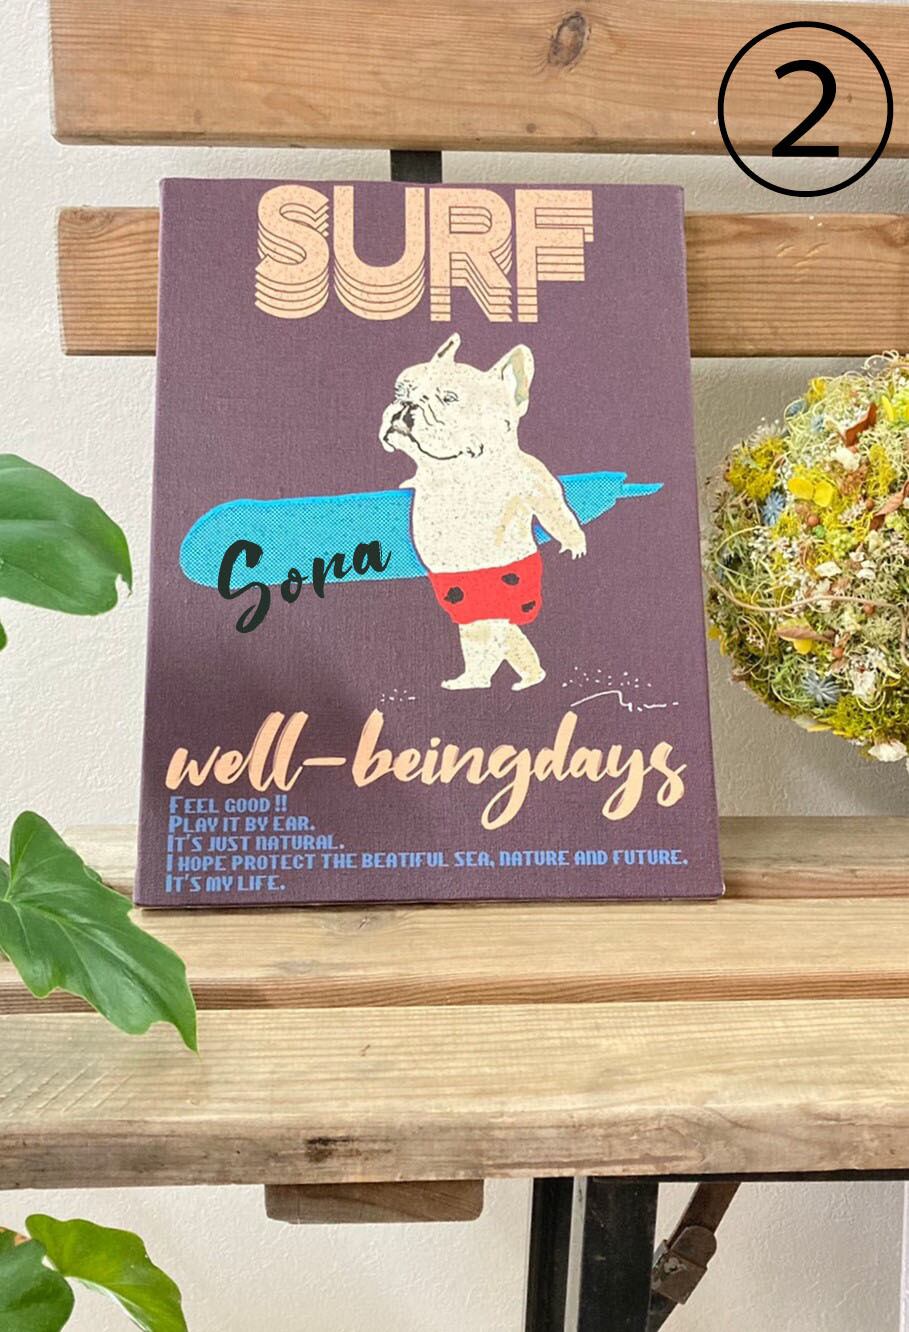 ②
SURF
Sora
well-beingdays
FEEL GOOD !!
PLAY IT BY EAR.
IT'S JUST NATURAL.
I HOPE PROTECT THE BEATIFUL SEA, NATURE AND FUTURE.
IT'S MY LIFE.